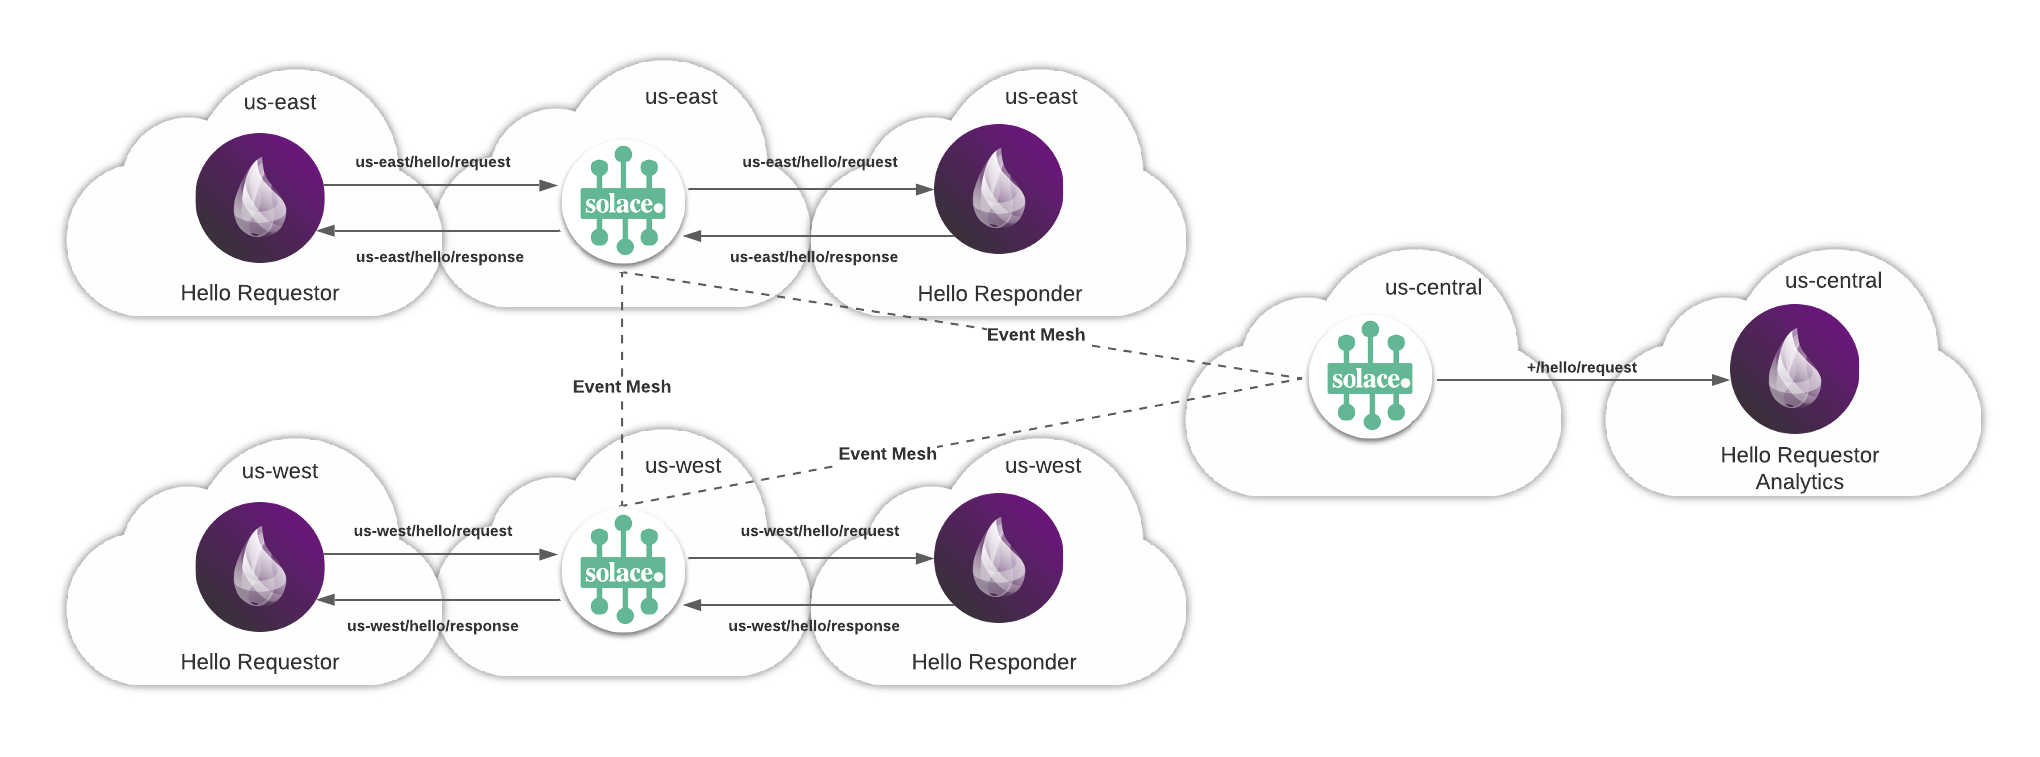 us-east
us-east
us-east
us-east/hello/request
us-east/hello/request
solace.
us-east/hello/response
us-east/hello/response
Hello Requestor
Hello Responder
us-central
us-central
Event Mesh
+/hello/request
solace.
Event Mesh
Hello Requestor
Analytics
Event Mesh
us-west
us-west
us-west
us-west/hello/request
us-west/hello/request
solace.
us-west/hello/response
us-west/hello/response
Hello Requestor
Hello Responder